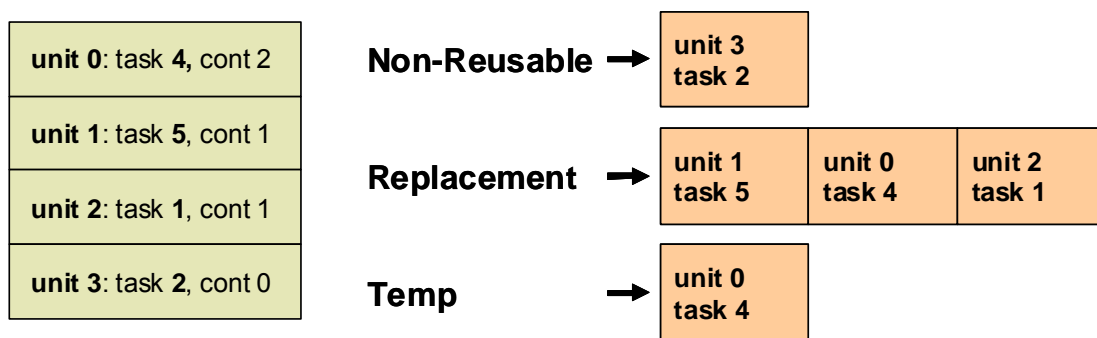 unit 0: task 4, cont 2
unit 1: task 5, cont 1
unit 2: task 1, cont 1
unit 3: task 2, cont 0
Non-Reusable
unit 3
task 2
Replacement
unit 1
task 5
unit 0
task 4
unit 2
task 1
Temp
unit 0
task 4